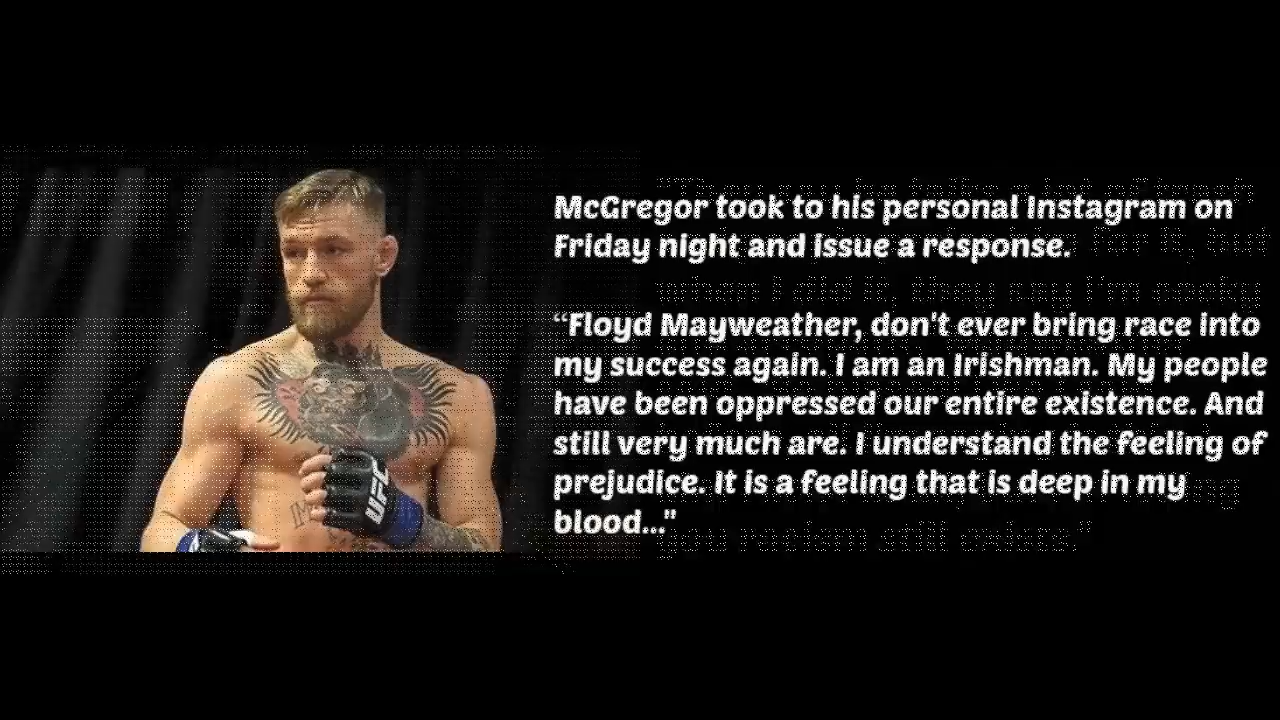 McGregor took to his personal Instagram on
Friday night and issue a response.
“Floyd Mayweather, don't ever bring race into
my success again. I am an Irishman. My people
have been oppressed our entire existence. And
still very much are. I understand the feeling of
prejudice. It is a feeling that is deep in my
blood..."
UFC